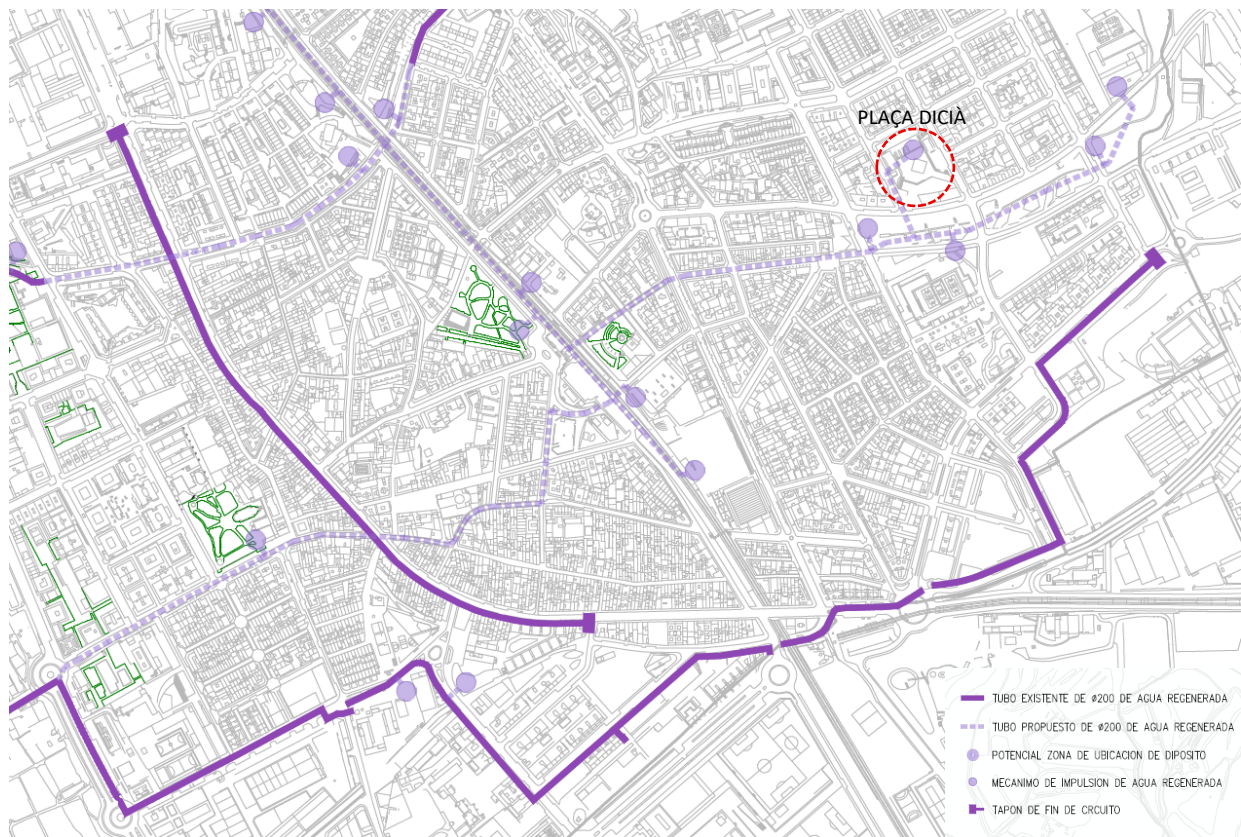 PLAÇA DICIÀ
TUBO EXISTENTE DE ø200 DE AGUA REGENERADA
TUBO PROPUESTO DE ø200 DE AGUA REGENERADA
POTENCIAL ZONA DE UBICACION DE DIPOSITO
MECANIMO DE IMPULSION DE AGUA REGENERADA
TAPON DE FIN DE CRCUITO